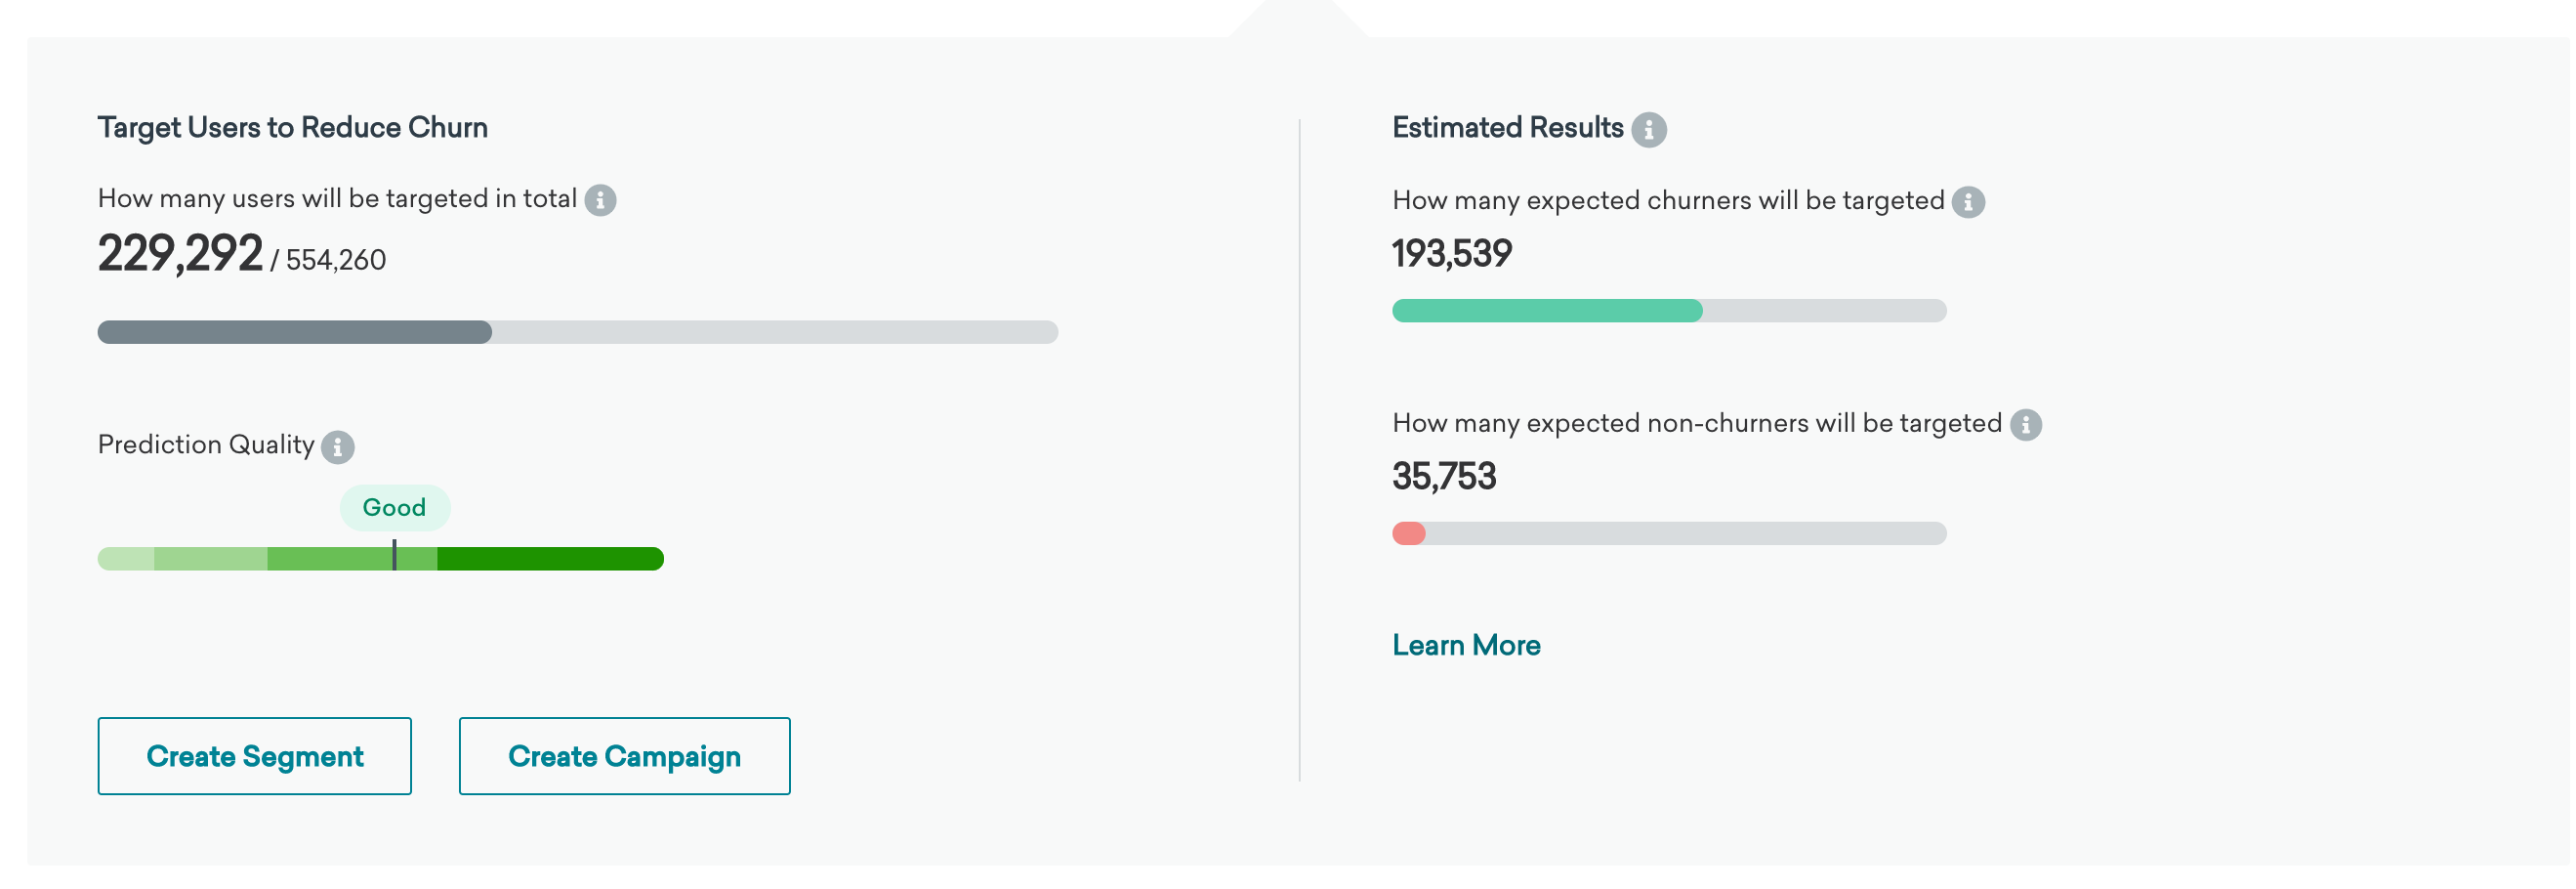 Target Users to Reduce Churn
How many users will be targeted in total
229,292 / 554,260
Prediction Quality
Good
Create Segment
Create Campaign
Estimated Results
How many expected churners will be targeted
193,539
How many expected non-churners will be targeted
35,753
Learn More